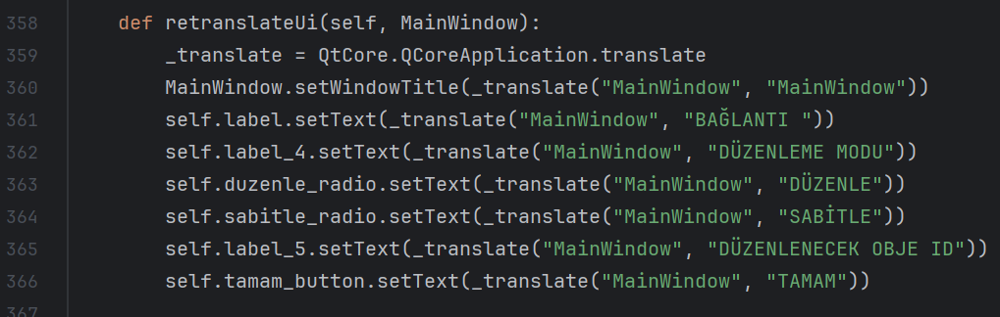 358 def retranslateUi(self, MainWindow):
359 _translate = QtCore.QCoreApplication.translate
360 MainWindow.setWindowTitle(_translate("MainWindow", "MainWindow"))
361 self.label.setText(_translate("MainWindow", "BAĞLANTI "))
362 self.label_4.setText(_translate("MainWindow", "DÜZENLEME MODU"))
363 self.duzenle_radio.setText(_translate("MainWindow", "DÜZENLE"))
364 self.sabitle_radio.setText(_translate("MainWindow", "SABİTLE"))
365 self.label_5.setText(_translate("MainWindow", "DÜZENLENECEK OBJE ID"))
366 self.tamam_button.setText(_translate("MainWindow", "TAMAM"))
367